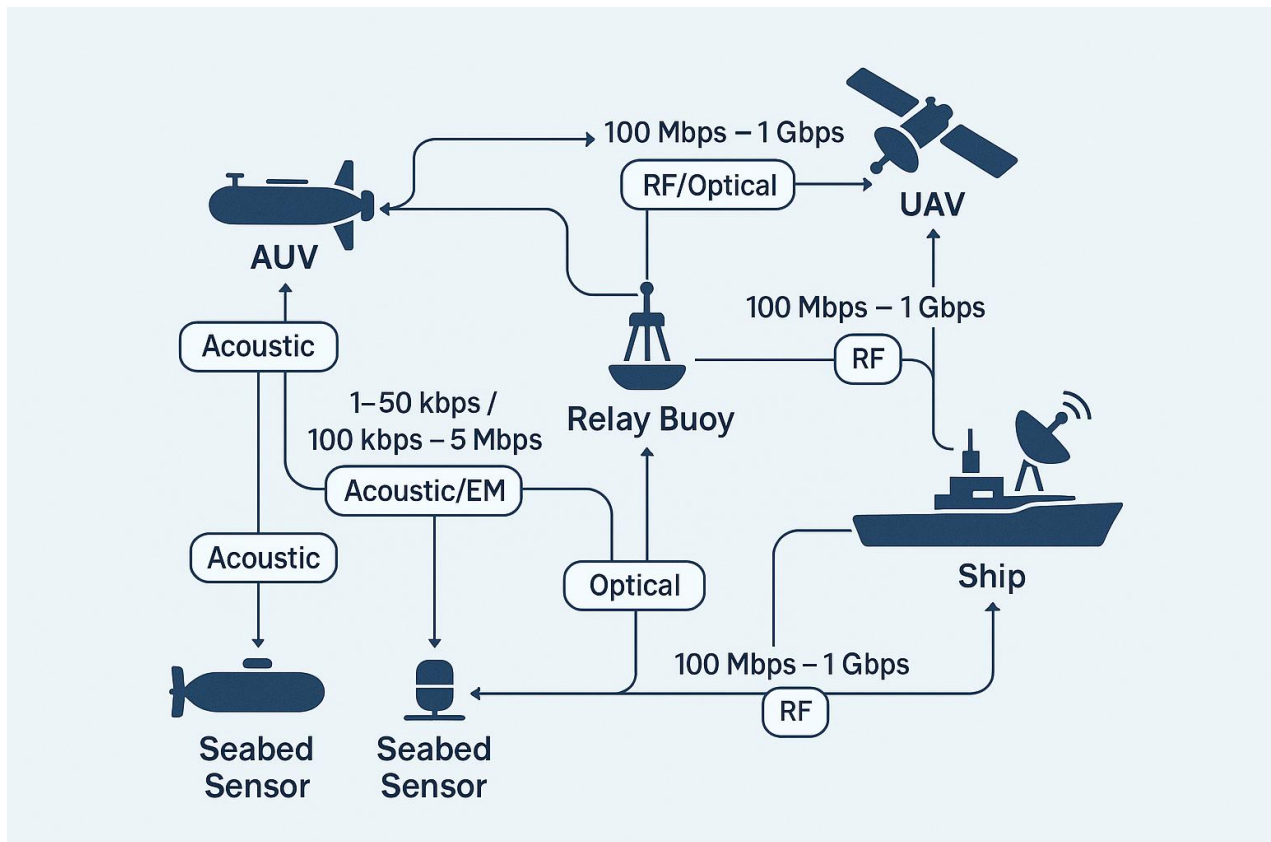 100 Mbps – 1 Gbps
RF/Optical
UAV
AUV
100 Mbps – 1 Gbps
Acoustic
RF
1–50 kbps /
100 kbps – 5 Mbps
Relay Buoy
Acoustic/EM
Acoustic
Optical
Ship
100 Mbps – 1 Gbps
RF
Seabed
Sensor
Seabed
Sensor